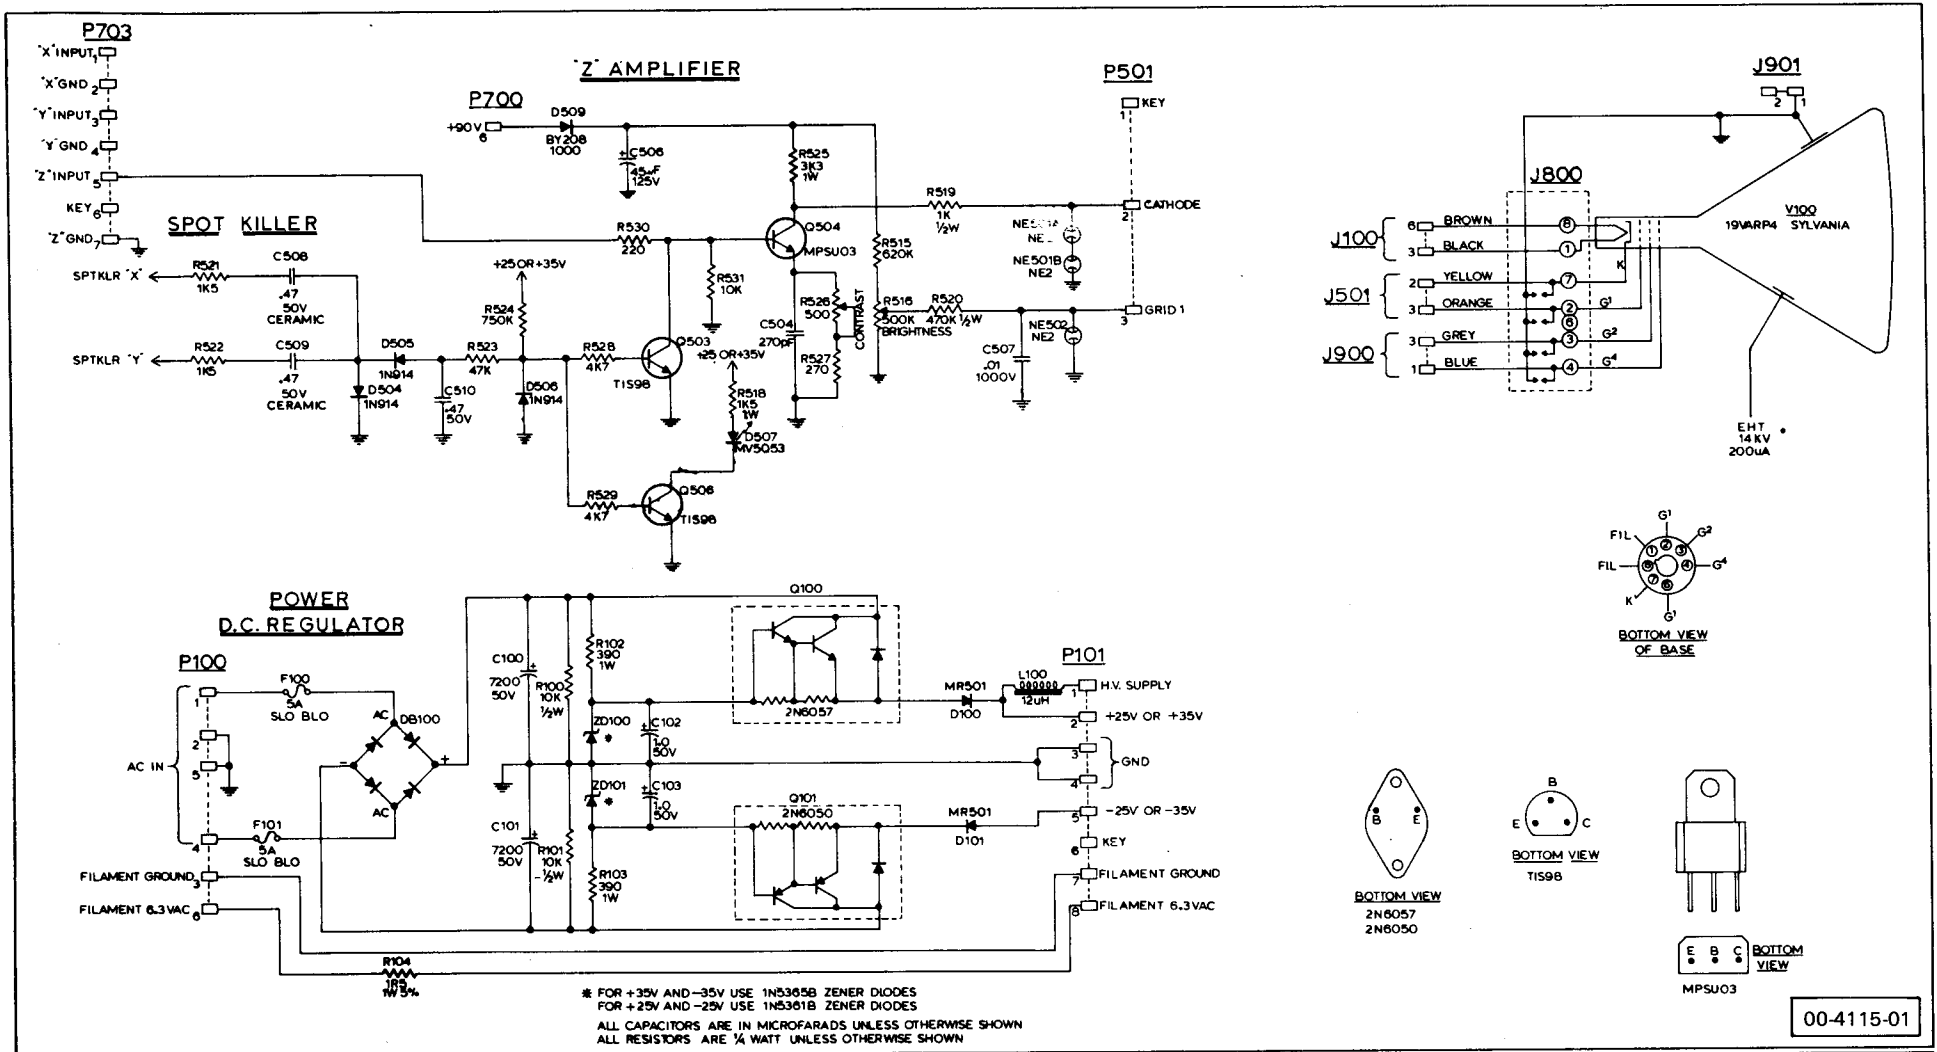 P703
"X" INPUT 1
"X" GND 2
"Y" INPUT 3
"Y" GND 4
"Z" INPUT 5
KEY 6
"Z" GND 7
"Z" AMPLIFIER
P700
+90V 6
D509
BY208
1000
C506
45uF
125V
R525
3K3
1W
Q504
MPSU03
R519
1K
½W
R530
220
R531
10K
R515
620K
R516
500K
BRIGHTNESS
R520
470K ½W
R526
500
CONTRAST
R527
270
C504
270pF
C507
.01
1000V
NE501A
NE2
NE501B
NE2
NE502
NE2
P501
KEY
1
CATHODE
2
GRID 1
3
SPOT KILLER
SPTKLR "X"
R521
1K5
C508
.47
50V
CERAMIC
SPTKLR "Y"
R522
1K5
C509
.47
50V
CERAMIC
D505
1N914
D504
1N914
C510
.47
50V
R523
47K
+25 OR +35V
R524
750K
D506
1N914
R528
4K7
Q503
TIS98
+25 OR +35V
R518
1K5
1W
D507
MV5053
R529
4K7
Q506
TIS98
J901
2 1
J800
J100
6 BROWN 8
3 BLACK 1
K
J501
2 YELLOW 7
3 ORANGE 2 G1
6
J900
3 GREY 3 G2
1 BLUE 4 G4
V100
19VARP4 SYLVANIA
EHT
14KV *
200uA
G1
FIL G2
1 2 3
FIL 8 4 G4
7 6
K
G1
BOTTOM VIEW
OF BASE
POWER
D.C. REGULATOR
P100
AC IN
1
2
5
4
FILAMENT GROUND 3
FILAMENT 6.3VAC 6
F100
5A
SLO BLO
F101
5A
SLO BLO
AC
DB100
- +
AC
C100
7200
50V
R100
10K
½W
R102
390
1W
ZD100
*
C102
1.0
50V
ZD101
*
C103
1.0
50V
C101
7200
50V
R101
10K
½W
R103
390
1W
Q100
2N6057
Q101
2N6050
MR501
D100
L100
12uH
MR501
D101
P101
1 H.V. SUPPLY
2 +25V OR +35V
3
GND
4
5 -25V OR -35V
6 KEY
7 FILAMENT GROUND
8 FILAMENT 6.3VAC
R104
1R5
1W 5%
* FOR +35V AND -35V USE 1N5365B ZENER DIODES
FOR +25V AND -25V USE 1N5361B ZENER DIODES
ALL CAPACITORS ARE IN MICROFARADS UNLESS OTHERWISE SHOWN
ALL RESISTORS ARE ¼ WATT UNLESS OTHERWISE SHOWN
B E
BOTTOM VIEW
2N6057
2N6050
B
E C
BOTTOM VIEW
TIS98
E B C
BOTTOM
VIEW
MPSU03
00-4115-01